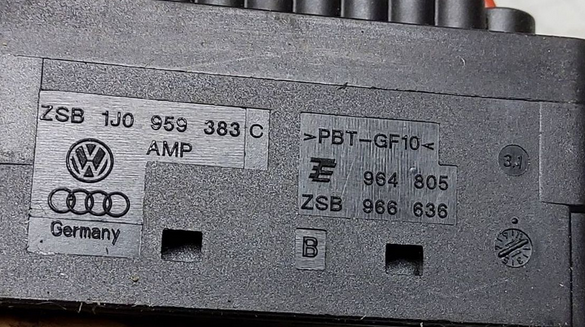 ZSB 1J0 959 383 C
AMP
Germany
>PBT-GF10<
964 805
ZSB 966 636
B
3.1